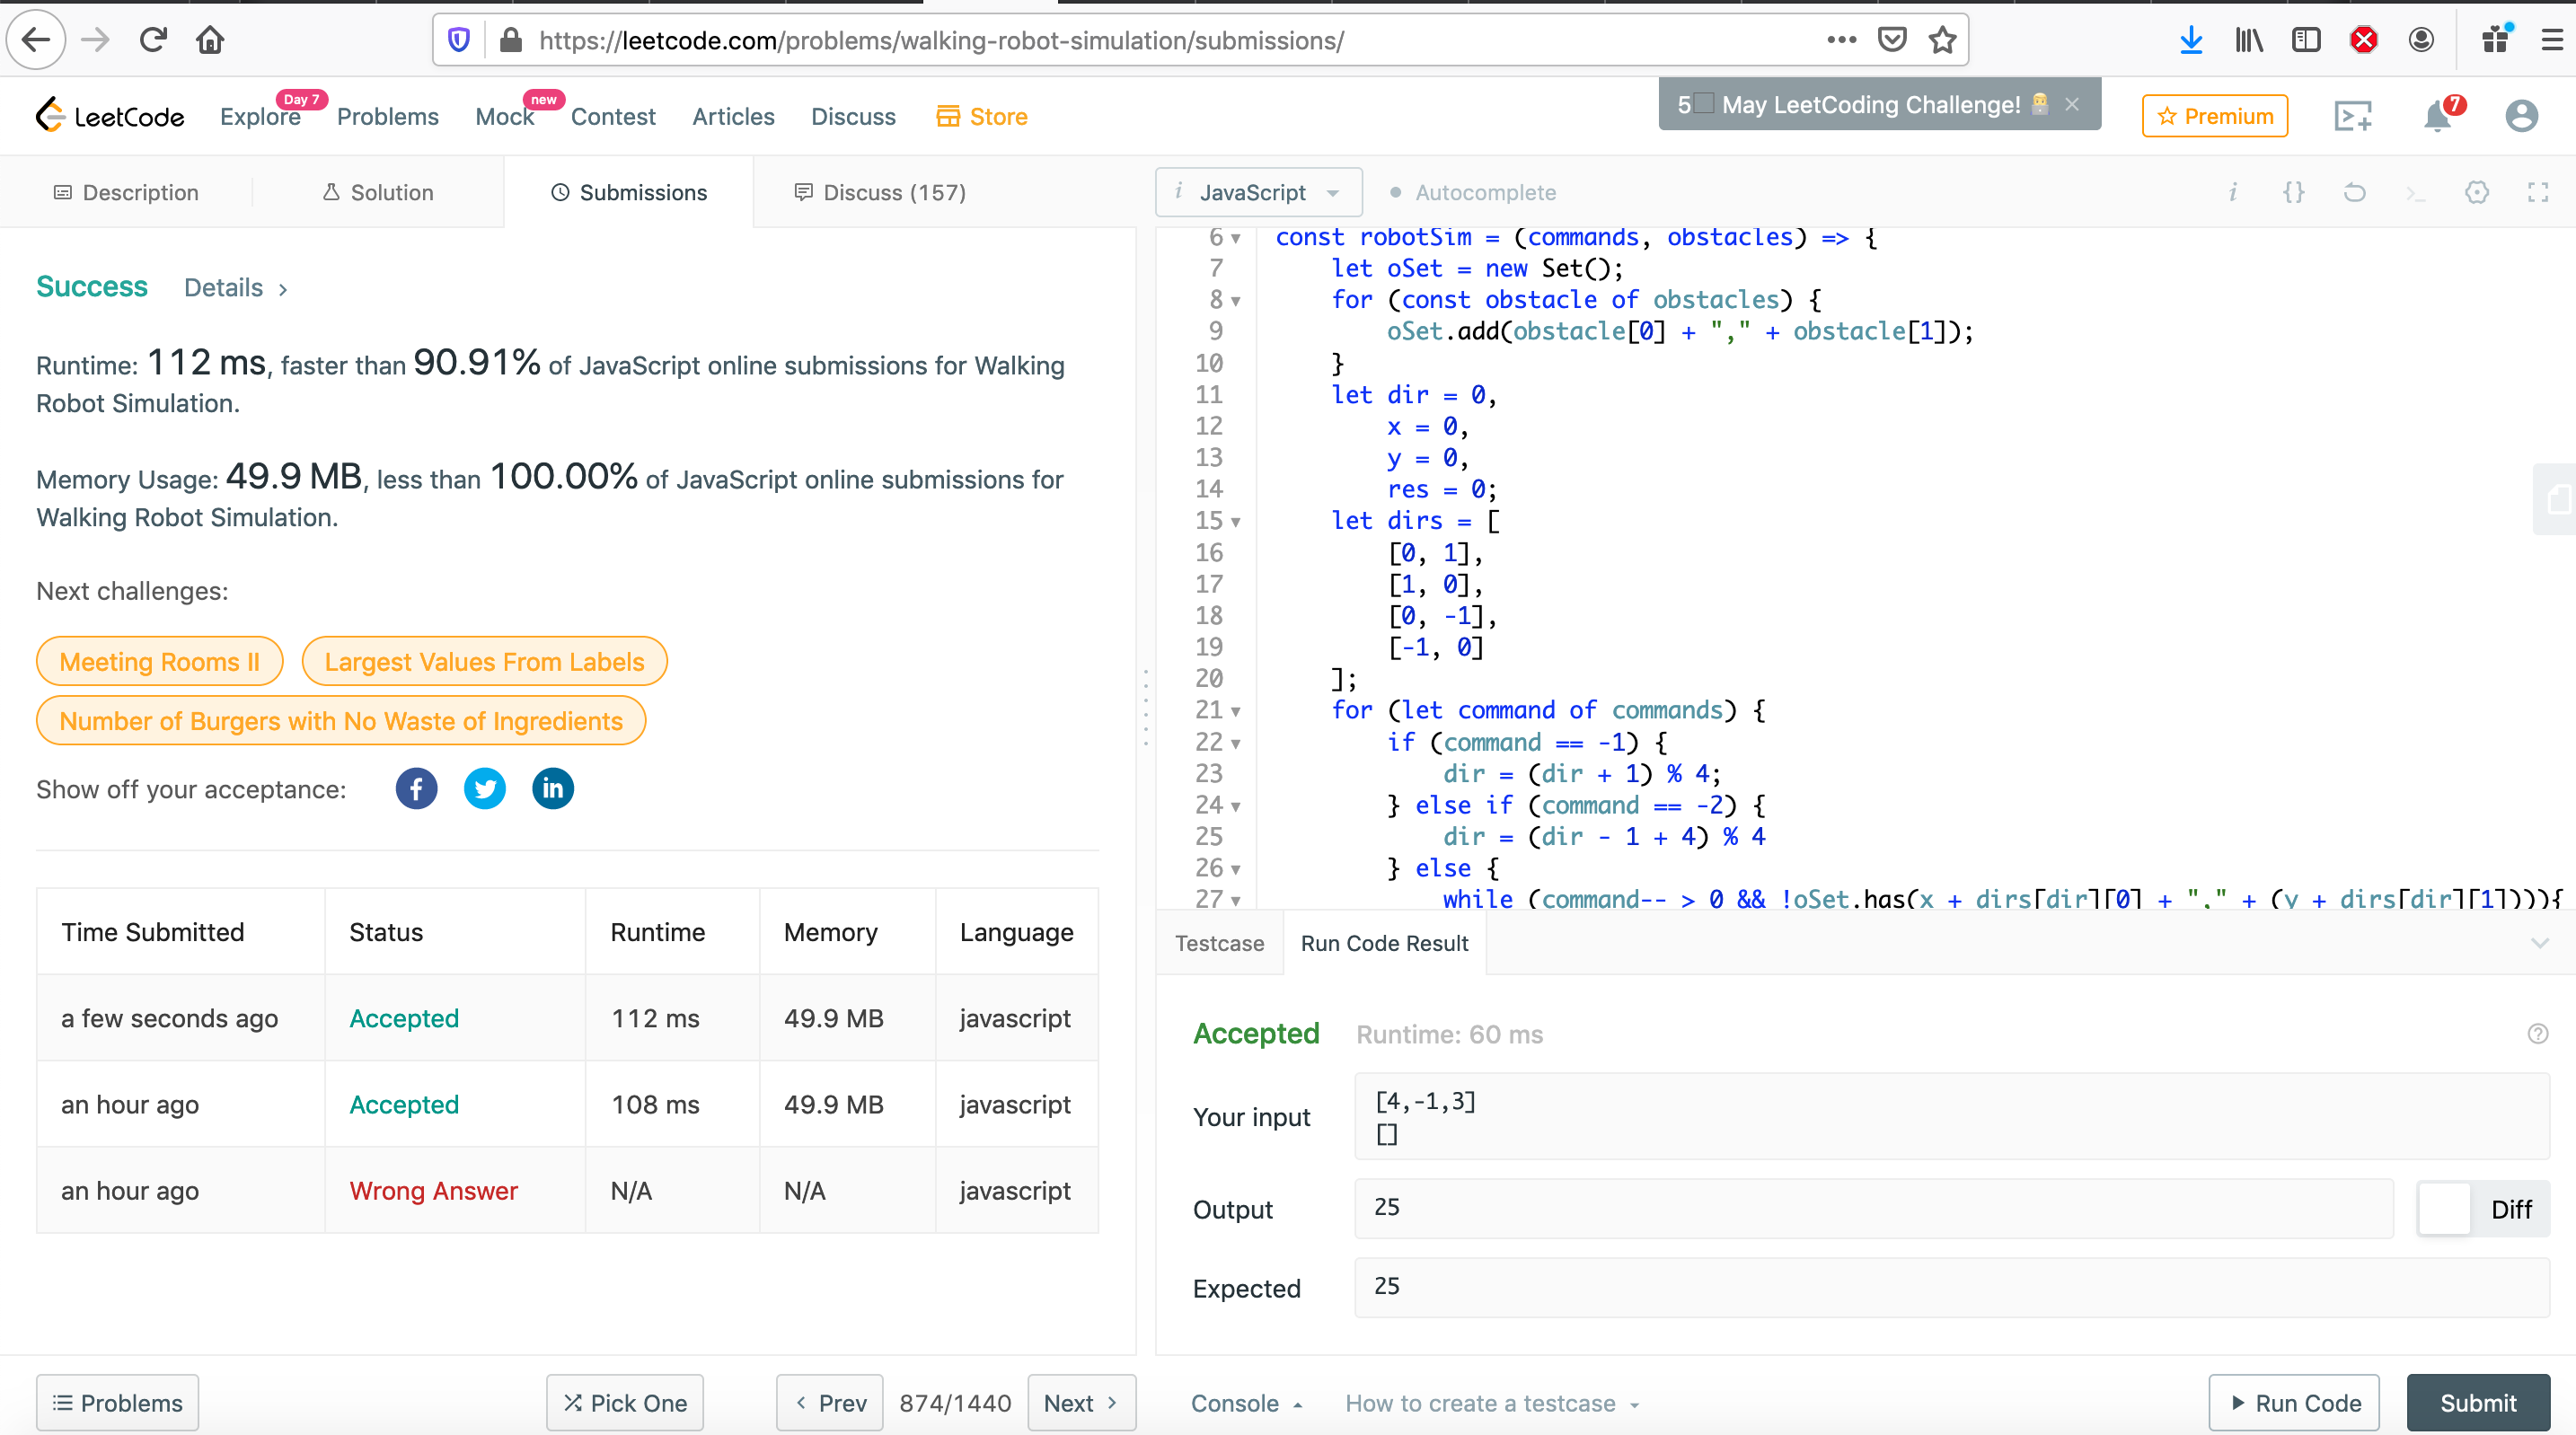 https://leetcode.com/problems/walking-robot-simulation/submissions/
LeetCode
Explore
Day 7
Problems
Mock
new
Contest
Articles
Discuss
Store
5 May LeetCoding Challenge!
Premium
7
Description
Solution
Submissions
Discuss (157)
Success
Details
Runtime: 112 ms, faster than 90.91% of JavaScript online submissions for Walking
Robot Simulation.
Memory Usage: 49.9 MB, less than 100.00% of JavaScript online submissions for
Walking Robot Simulation.
Next challenges:
Meeting Rooms II
Largest Values From Labels
Number of Burgers with No Waste of Ingredients
Show off your acceptance:
Time Submitted Status Runtime Memory Language
a few seconds ago Accepted 112 ms 49.9 MB javascript
an hour ago Accepted 108 ms 49.9 MB javascript
an hour ago Wrong Answer N/A N/A javascript
Problems
Pick One
Prev
874/1440
Next
i JavaScript
Autocomplete
6 const robotSim = (commands, obstacles) => {
7 let oSet = new Set();
8 for (const obstacle of obstacles) {
9 oSet.add(obstacle[0] + "," + obstacle[1]);
10 }
11 let dir = 0,
12 x = 0,
13 y = 0,
14 res = 0;
15 let dirs = [
16 [0, 1],
17 [1, 0],
18 [0, -1],
19 [-1, 0]
20 ];
21 for (let command of commands) {
22 if (command == -1) {
23 dir = (dir + 1) % 4;
24 } else if (command == -2) {
25 dir = (dir - 1 + 4) % 4
26 } else {
27 while (command-- > 0 && !oSet.has(x + dirs[dir][0] + "," + (y + dirs[dir][1]))){
Testcase
Run Code Result
Accepted
Runtime: 60 ms
Your input
[4,-1,3]
[]
Output
25
Diff
Expected
25
Console
How to create a testcase
Run Code
Submit